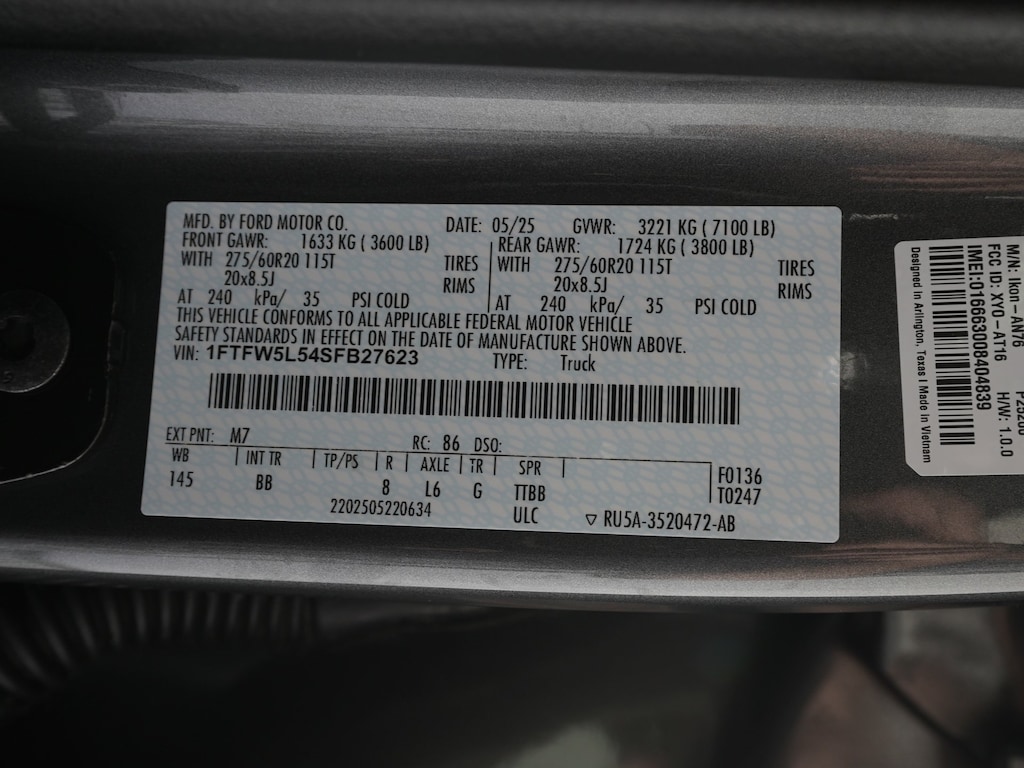 MFD. BY FORD MOTOR CO. DATE: 05/25 GVWR: 3221 KG ( 7100 LB)
FRONT GAWR: 1633 KG ( 3600 LB) REAR GAWR: 1724 KG ( 3800 LB)
WITH 275/60R20 115T TIRES WITH 275/60R20 115T TIRES
20x8.5J RIMS 20x8.5J RIMS
AT 240 kPa/ 35 PSI COLD AT 240 kPa/ 35 PSI COLD
THIS VEHICLE CONFORMS TO ALL APPLICABLE FEDERAL MOTOR VEHICLE
SAFETY STANDARDS IN EFFECT ON THE DATE OF MANUFACTURE SHOWN ABOVE.
VIN: 1FTFW5L54SFB27623 TYPE: Truck
EXT PNT: M7 RC: 86 DSO:
WB INT TR TP/PS R AXLE TR SPR F0136
145 BB 8 L6 G TTBB T0247
2202505220634 ULC ▽ RU5A-3520472-AB
M/N: Ikon-AN76
FCC ID: XYO-AT16 H/W: 1.0.0
IMEI:016663008404839
Designed in Arlington, Texas | Made in Vietnam